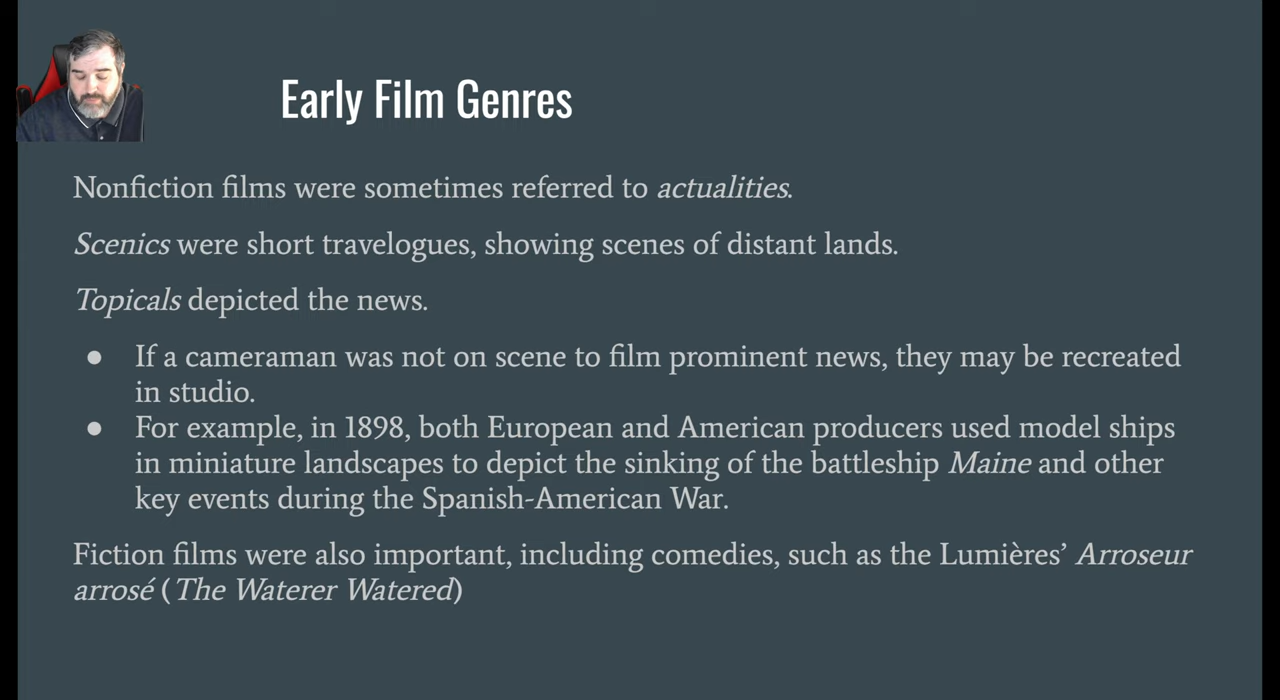 Early Film Genres
Nonfiction films were sometimes referred to actualities.
Scenics were short travelogues, showing scenes of distant lands.
Topicals depicted the news.
● If a cameraman was not on scene to film prominent news, they may be recreated
in studio.
● For example, in 1898, both European and American producers used model ships
in miniature landscapes to depict the sinking of the battleship Maine and other
key events during the Spanish-American War.
Fiction films were also important, including comedies, such as the Lumières’ Arroseur
arrosé (The Waterer Watered)